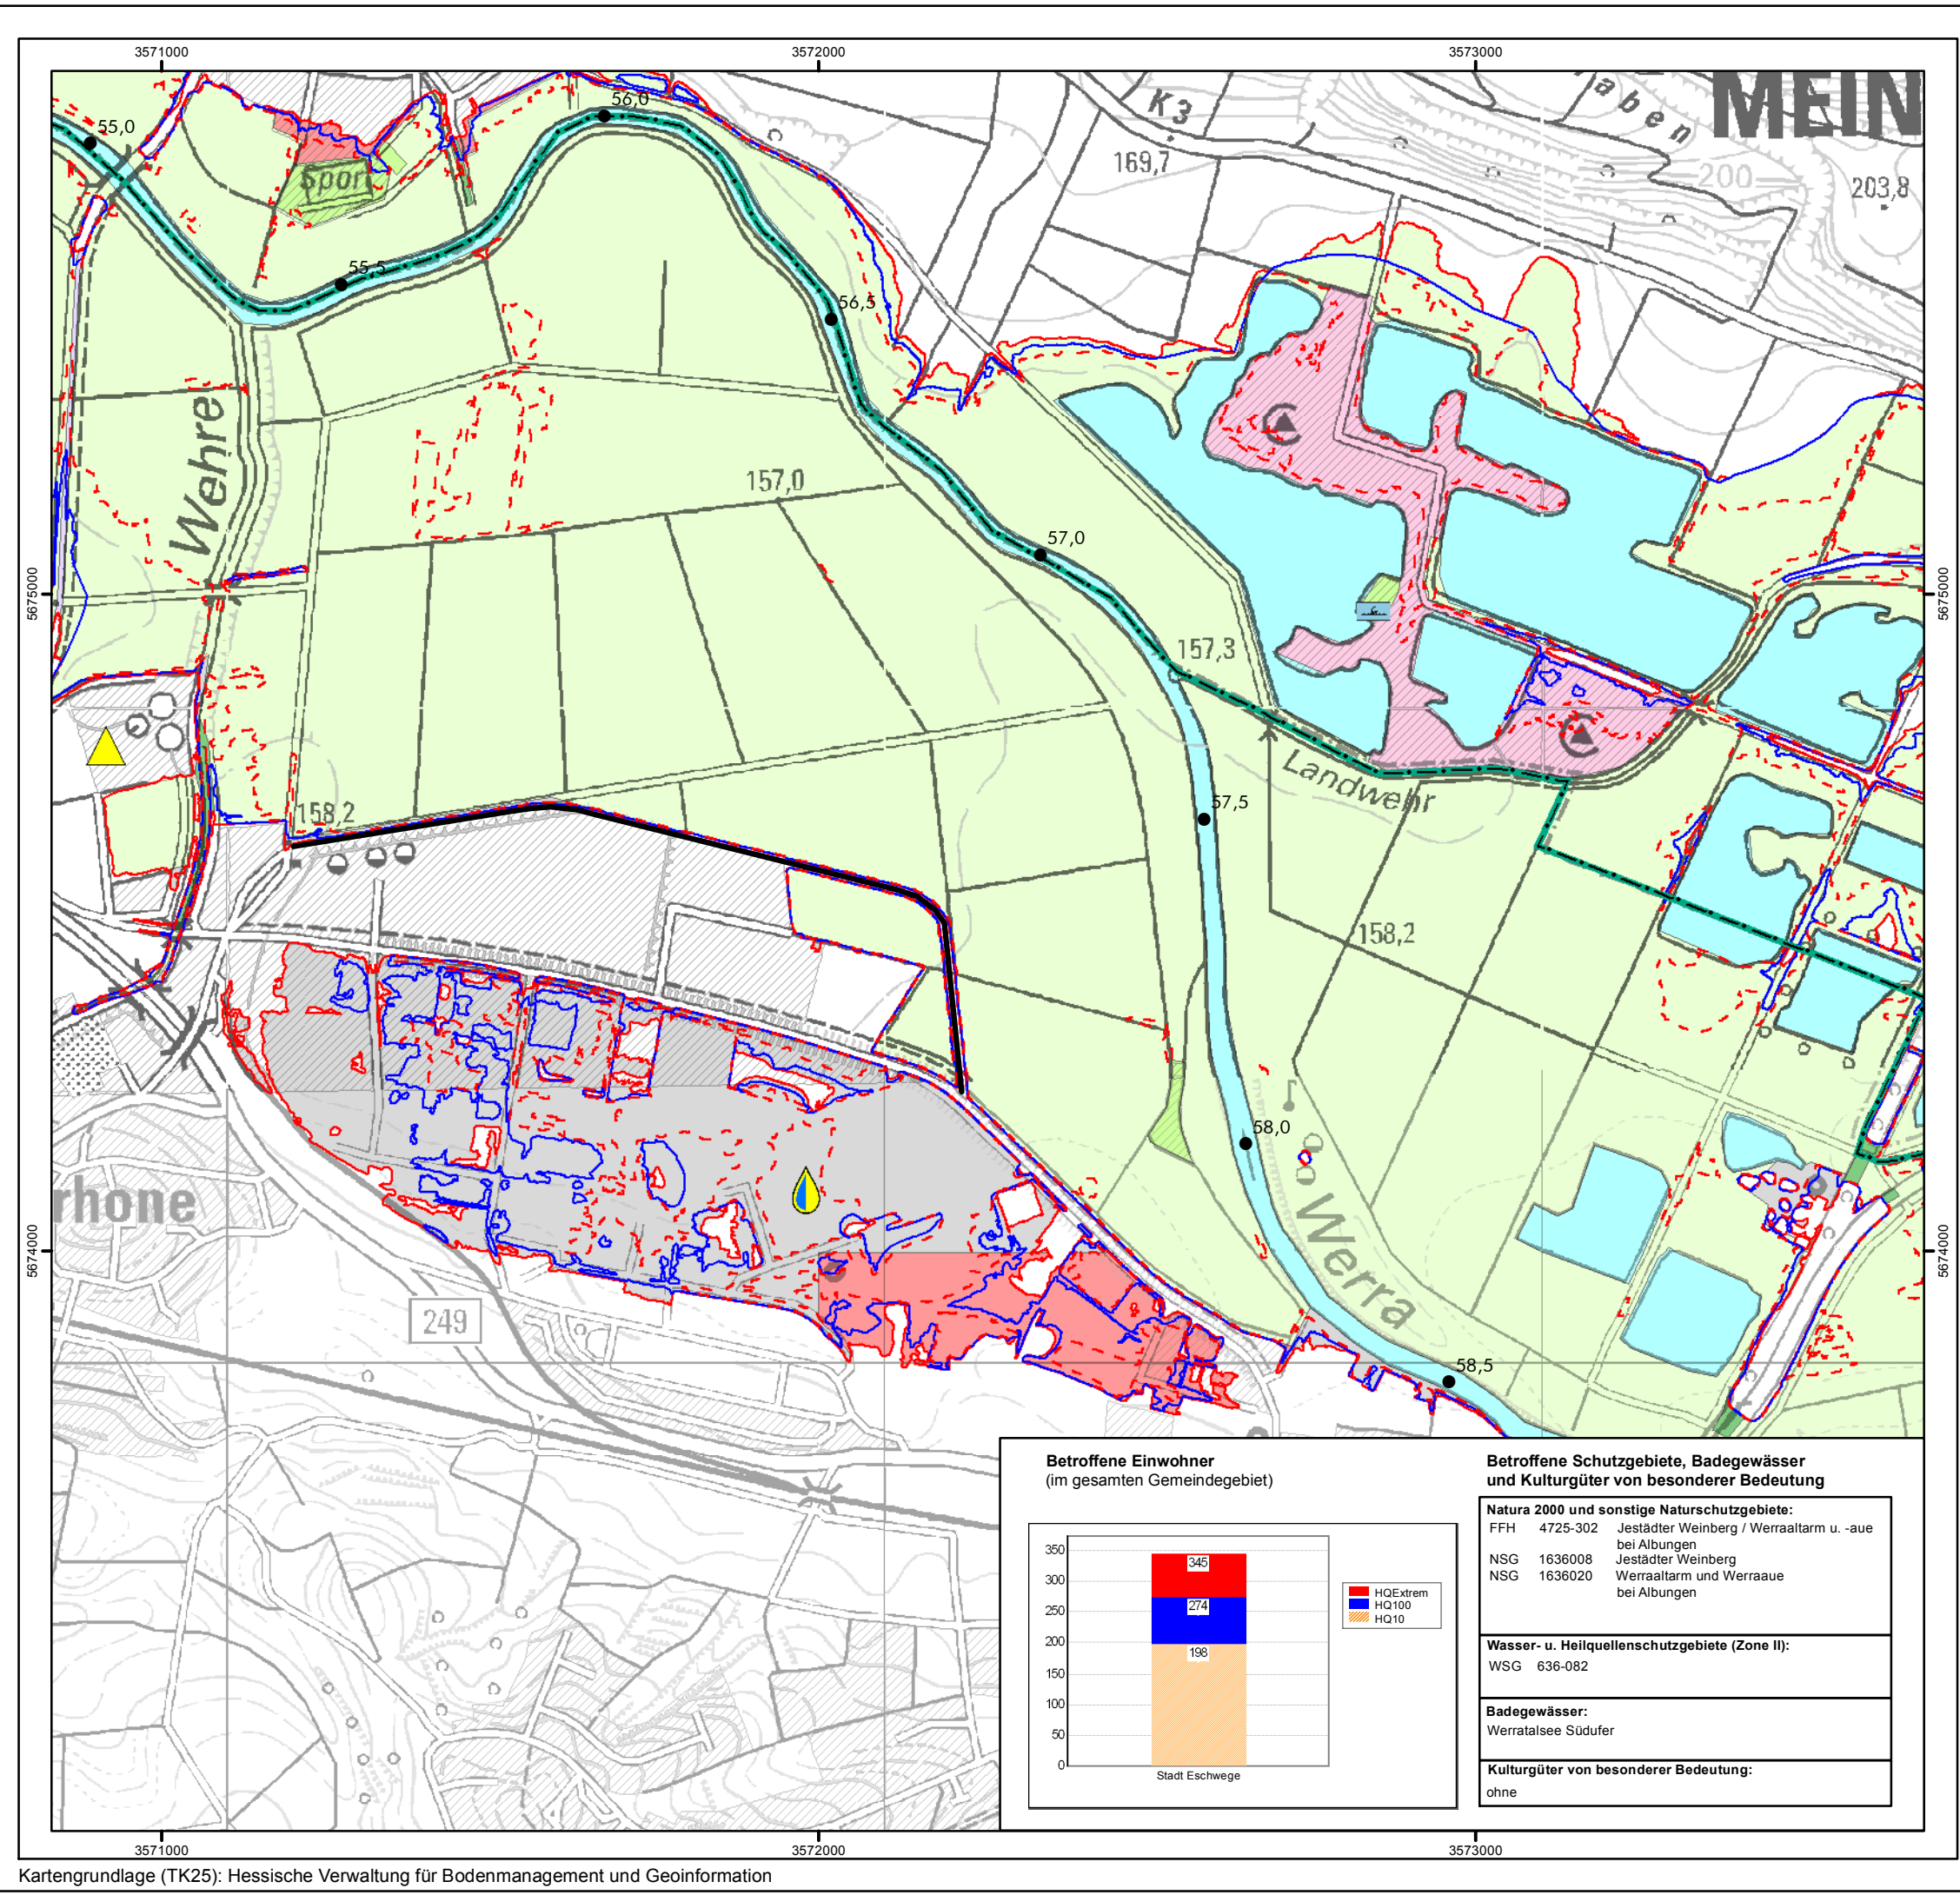 3571000
3572000
3573000
MEIN
aben
K3
56,0
55,0
169,7
200
203,8
Sport
55,5
56,5
Wehre
157,0
57,0
5675000
5675000
157,3
Landwehr
158,2
57,5
158,2
58,0
rhone
Werra
5674000
5674000
249
58,5
Betroffene Einwohner
(im gesamten Gemeindegebiet)
350
300
250
200
150
100
50
0
345
274
198
Stadt Eschwege
HQExtrem
HQ100
HQ10
Betroffene Schutzgebiete, Badegewässer
und Kulturgüter von besonderer Bedeutung
Natura 2000 und sonstige Naturschutzgebiete:
FFH 4725-302 Jestädter Weinberg / Werraaltarm u. -aue
bei Albungen
NSG 1636008 Jestädter Weinberg
NSG 1636020 Werraaltarm und Werraaue
bei Albungen
Wasser- u. Heilquellenschutzgebiete (Zone II):
WSG 636-082
Badegewässer:
Werratalsee Südufer
Kulturgüter von besonderer Bedeutung:
ohne
3571000
3572000
3573000
Kartengrundlage (TK25): Hessische Verwaltung für Bodenmanagement und Geoinformation